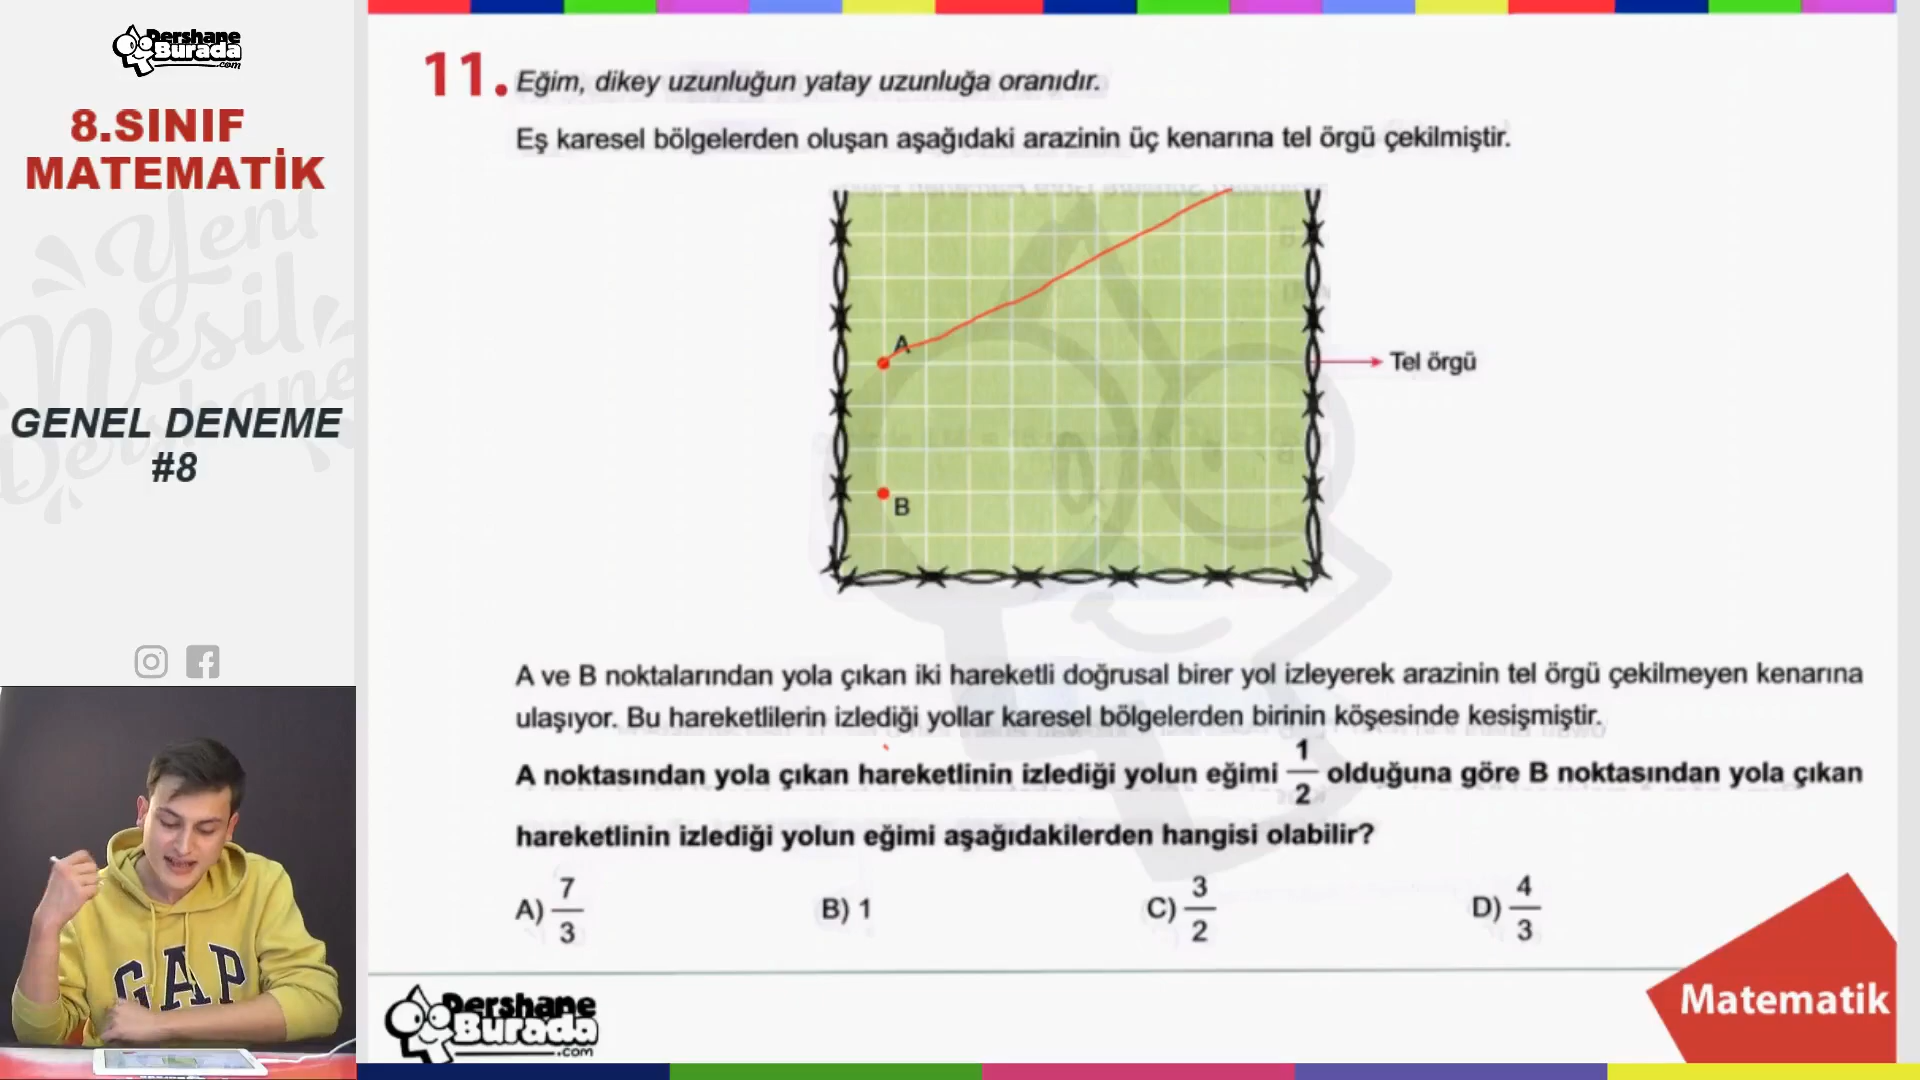 Dershane
Burada
.com
8.SINIF
MATEMATİK
Yeni
Nesil
Dershane
GENEL DENEME
#8
11. Eğim, dikey uzunluğun yatay uzunluğa oranıdır.
Eş karesel bölgelerden oluşan aşağıdaki arazinin üç kenarına tel örgü çekilmiştir.
A
Tel örgü
B
A ve B noktalarından yola çıkan iki hareketli doğrusal birer yol izleyerek arazinin tel örgü çekilmeyen kenarına
ulaşıyor. Bu hareketlilerin izlediği yollar karesel bölgelerden birinin köşesinde kesişmiştir.
A noktasından yola çıkan hareketlinin izlediği yolun eğimi 1/2 olduğuna göre B noktasından yola çıkan
hareketlinin izlediği yolun eğimi aşağıdakilerden hangisi olabilir?
A) 7/3 B) 1 C) 3/2 D) 4/3
GAP
Matematik
Dershane
Burada
.com